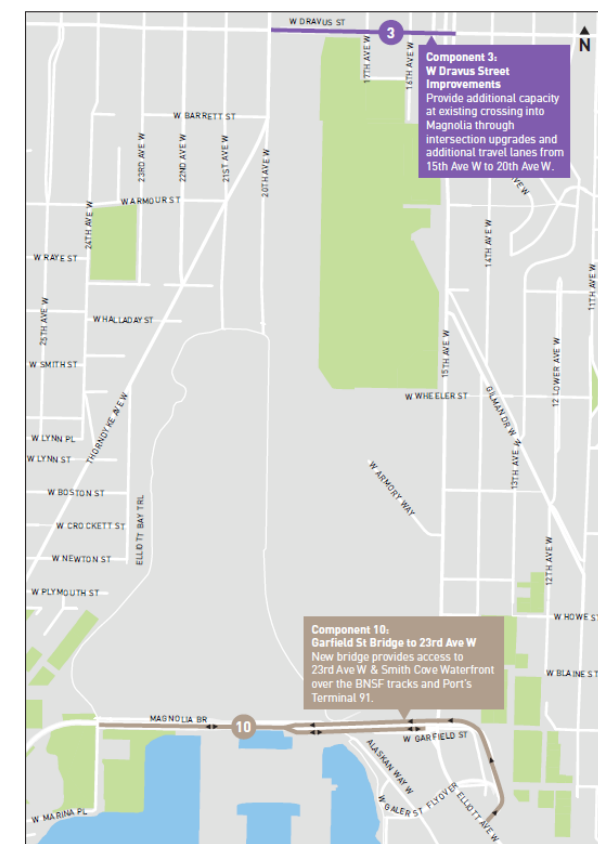 W DRAVUS ST
3
N
17TH AVE W
16TH AVE W
Component 3:
W Dravus Street
Improvements
Provide additional capacity
at existing crossing into
Magnolia through
intersection upgrades and
additional travel lanes from
15th Ave W to 20th Ave W.
W BARRETT ST
23RD AVE W
22ND AVE W
21ST AVE W
20TH AVE W
AVE W
W ARMOUR ST
24TH AVE W
14TH AVE W
W RAYE ST
11TH AVE W
25TH AVE W
W HALLADAY ST
15TH AVE W
12 LOWER AVE W
W SMITH ST
W WHEELER ST
GILMAN DR W
THORNDYKE AVE W
W LYNN PL
W LYNN ST
13TH AVE W
W ARMORY WAY
W BOSTON ST
ELLIOTT BAY TRL
W CROCKETT ST
W NEWTON ST
12TH AVE W
W PLYMOUTH ST
W HOWE ST
Component 10:
Garfield St Bridge to 23rd Ave W
New bridge provides access to
23rd Ave W & Smith Cove Waterfront
over the BNSF tracks and Port's
Terminal 91.
W BLAINE ST
MAGNOLIA BR
10
W GARFIELD ST
ALASKAN WAY W
W GALER ST FLYOVER
ELLIOTT AVE W
W MARINA PL